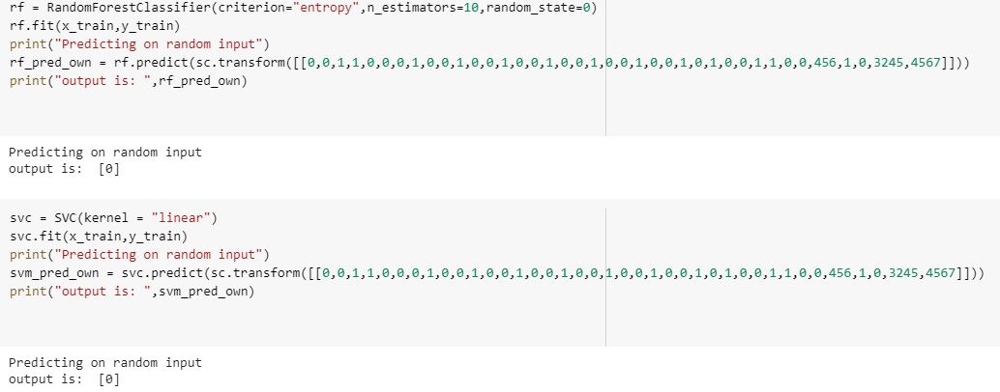 rf = RandomForestClassifier(criterion="entropy",n_estimators=10,random_state=0)
rf.fit(x_train,y_train)
print("Predicting on random input")
rf_pred_own = rf.predict(sc.transform([[0,0,1,1,0,0,0,1,0,0,1,0,0,1,0,0,1,0,0,1,0,0,1,0,0,1,0,1,0,0,1,1,0,0,456,1,0,3245,4567]]))
print("output is: ",rf_pred_own)
Predicting on random input
output is:  [0]
svc = SVC(kernel = "linear")
svc.fit(x_train,y_train)
print("Predicting on random input")
svm_pred_own = svc.predict(sc.transform([[0,0,1,1,0,0,0,1,0,0,1,0,0,1,0,0,1,0,0,1,0,0,1,0,0,1,0,1,0,0,1,1,0,0,456,1,0,3245,4567]]))
print("output is: ",svm_pred_own)
Predicting on random input
output is:  [0]